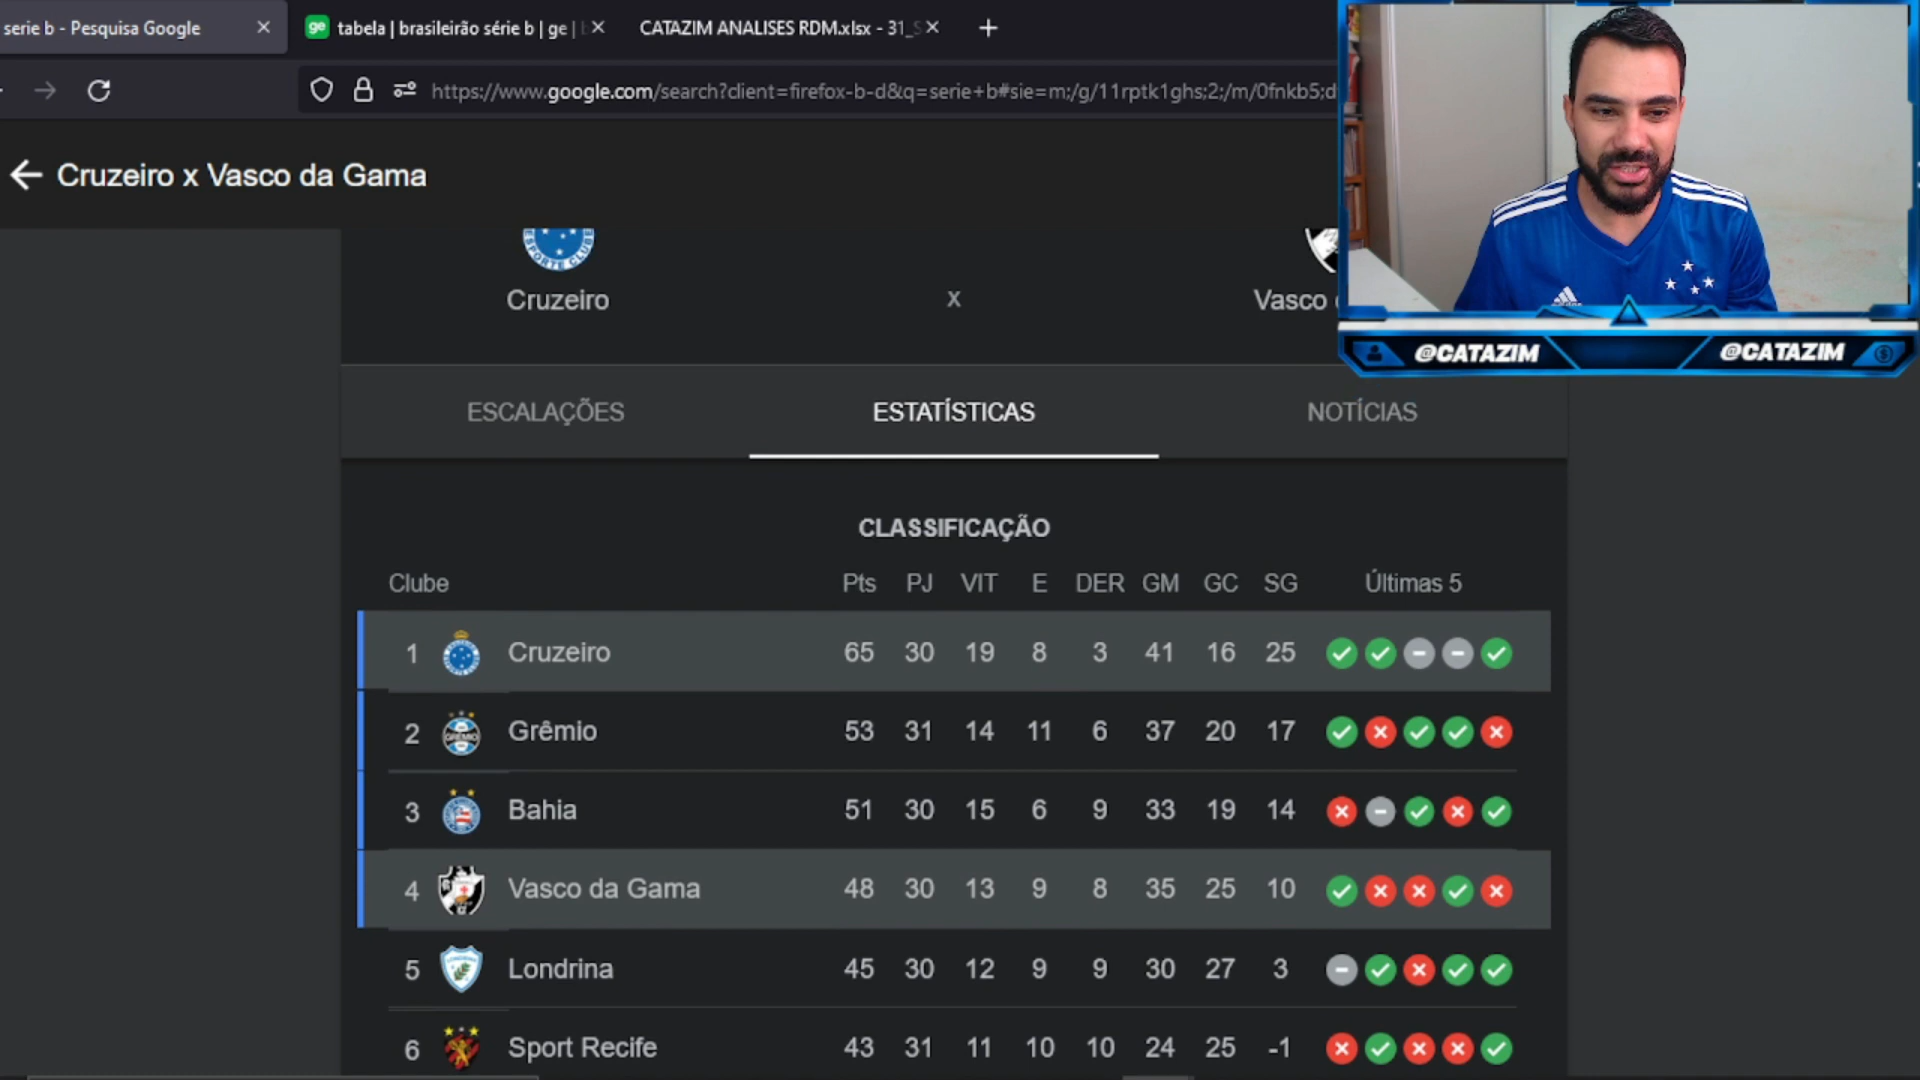 serie b - Pesquisa Google
ge tabela | brasileirão série b | ge |
CATAZIM ANALISES RDM.xlsx - 31_S
https://www.google.com/search?client=firefox-b-d&q=serie+b#sie=m;/g/11rptk1ghs;2;/m/0fnkb5;d
Cruzeiro x Vasco da Gama
Cruzeiro x Vasco
@CATAZIM @CATAZIM
ESCALAÇÕES ESTATÍSTICAS NOTÍCIAS
CLASSIFICAÇÃO
Clube Pts PJ VIT E DER GM GC SG Últimas 5
1 Cruzeiro 65 30 19 8 3 41 16 25
2 Grêmio 53 31 14 11 6 37 20 17
3 Bahia 51 30 15 6 9 33 19 14
4 Vasco da Gama 48 30 13 9 8 35 25 10
5 Londrina 45 30 12 9 9 30 27 3
6 Sport Recife 43 31 11 10 10 24 25 -1